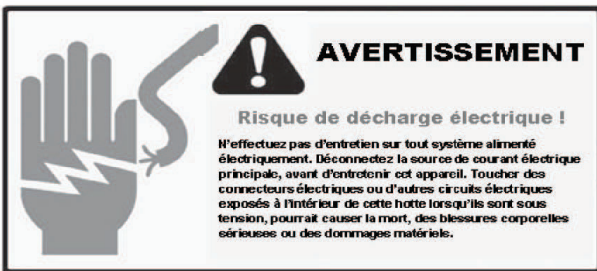 AVERTISSEMENT
Risque de décharge électrique !
N'effectuez pas d'entretien sur tout système alimenté
électriquement. Déconnectez la source de courant électrique
principale, avant d'entretenir cet appareil. Toucher des
connecteurs électriques ou d'autres circuits électriques
exposés à l'intérieur de cette hotte lorsqu'ils sont sous
tension, pourrait causer la mort, des blessures corporelles
sérieuses ou des dommages matériels.